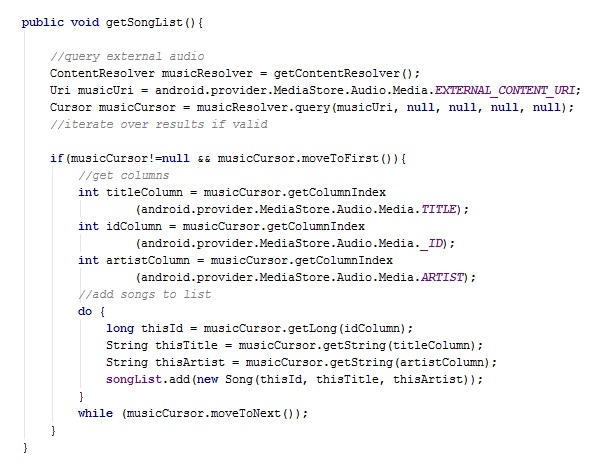 public void getSongList(){
//query external audio
ContentResolver musicResolver = getContentResolver();
Uri musicUri = android.provider.MediaStore.Audio.Media.EXTERNAL_CONTENT_URI;
Cursor musicCursor = musicResolver.query(musicUri, null, null, null, null);
//iterate over results if valid
if(musicCursor!=null && musicCursor.moveToFirst()){
//get columns
int titleColumn = musicCursor.getColumnIndex
(android.provider.MediaStore.Audio.Media.TITLE);
int idColumn = musicCursor.getColumnIndex
(android.provider.MediaStore.Audio.Media._ID);
int artistColumn = musicCursor.getColumnIndex
(android.provider.MediaStore.Audio.Media.ARTIST);
//add songs to list
do {
long thisId = musicCursor.getLong(idColumn);
String thisTitle = musicCursor.getString(titleColumn);
String thisArtist = musicCursor.getString(artistColumn);
songList.add(new Song(thisId, thisTitle, thisArtist));
}
while (musicCursor.moveToNext());
}
}